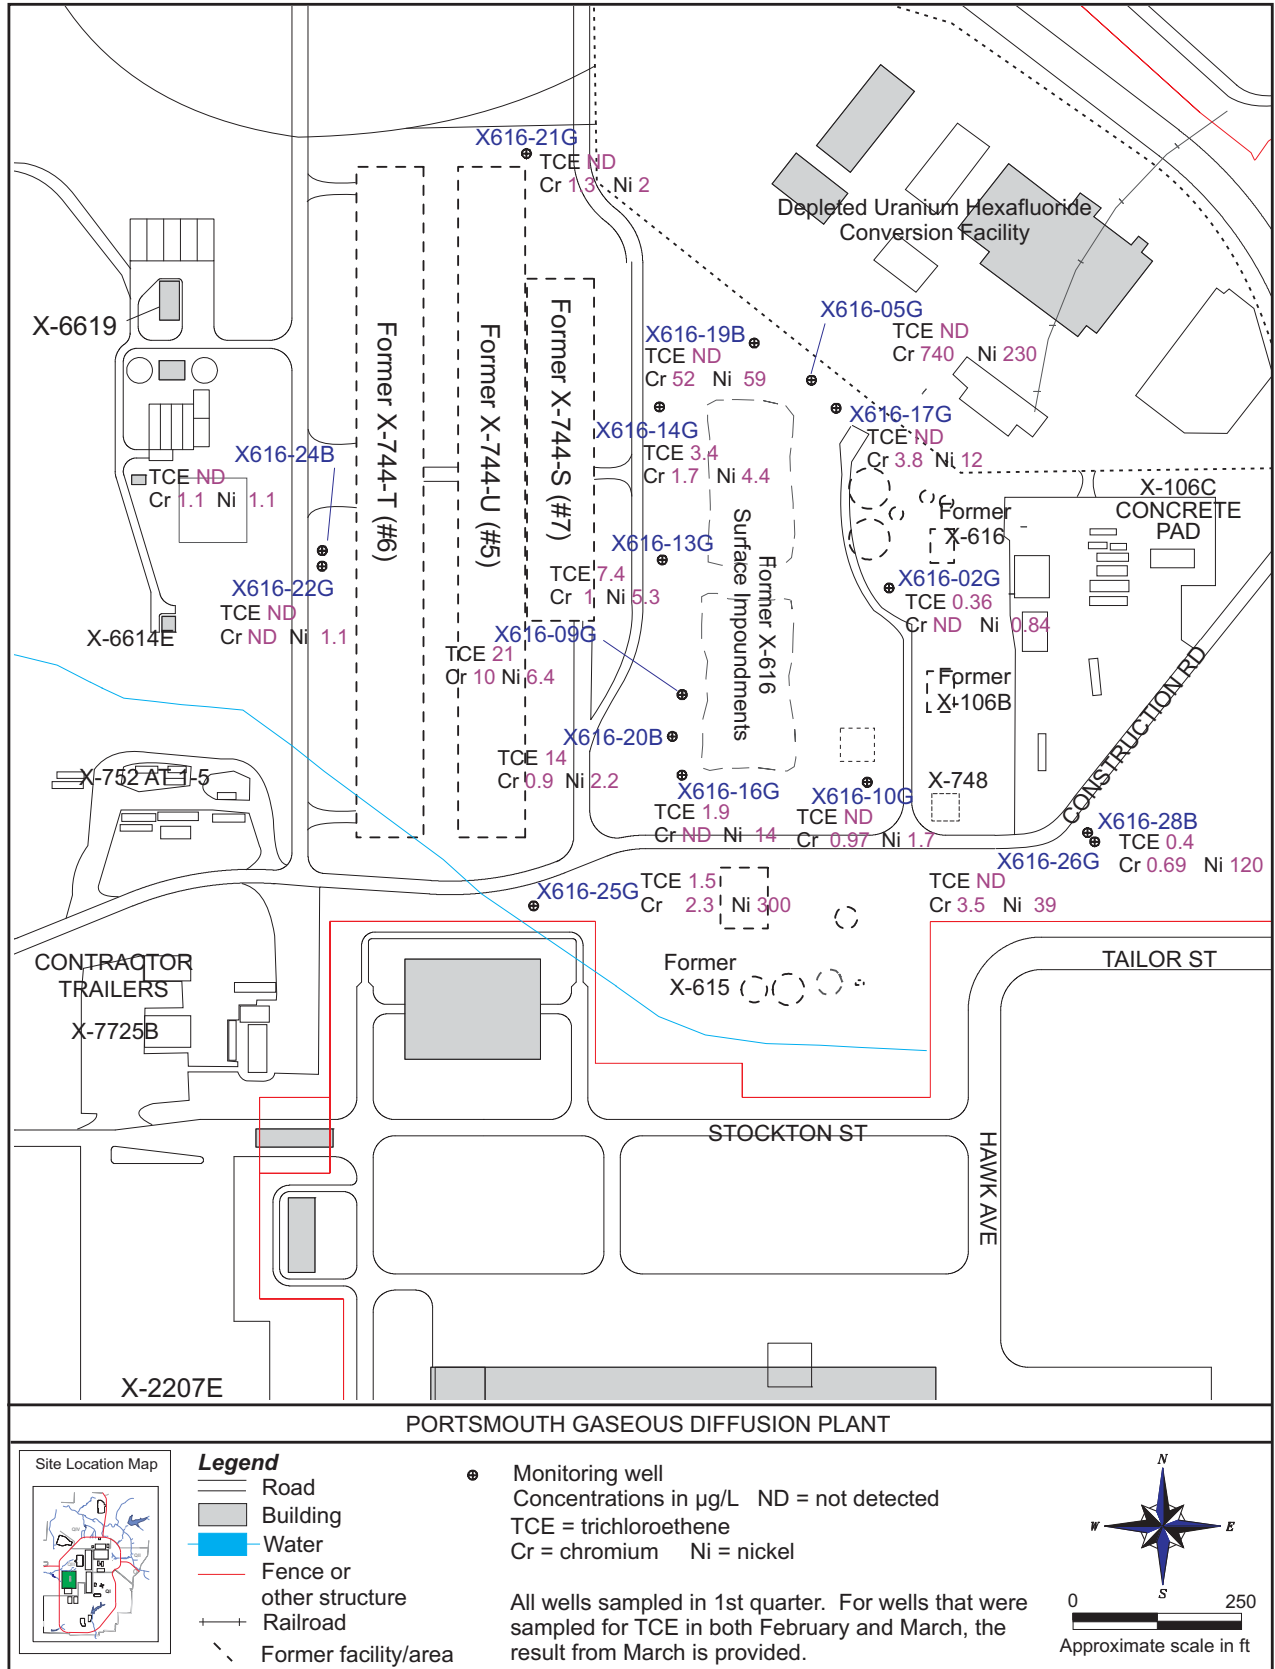 X616-21G
TCE ND
Cr 1.3 Ni 2
Depleted Uranium Hexafluoride
Conversion Facility
X-6619
X616-05G
TCE ND
Cr 740 Ni 230
X616-19B
TCE ND
Cr 52 Ni 59
X616-17G
TCE ND
Cr 3.8 Ni 12
X616-14G
TCE 3.4
Cr 1.7 Ni 4.4
Former X-744-T (#6)
Former X-744-U (#5)
Former X-744-S (#7)
X616-24B
TCE ND
Cr 1.1 Ni 1.1
X-106C
CONCRETE
PAD
Former
X-616
Former X-616
Surface Impoundments
X616-13G
TCE 7.4
Cr 1 Ni 5.3
X616-22G
TCE ND
Cr ND Ni 1.1
X616-02G
TCE 0.36
Cr ND Ni 0.84
X-6614E
X616-09G
TCE 21
Cr 10 Ni 6.4
Former
X-106B
CONSTRUCTION RD
X616-20B
TCE 14
Cr 0.9 Ni 2.2
X-752 AT 1-5
X616-16G
TCE 1.9
Cr ND Ni 14
X616-10G
TCE ND
Cr 0.97 Ni 1.7
X-748
X616-28B
TCE 0.4
Cr 0.69 Ni 120
X616-26G
TCE ND
Cr 3.5 Ni 39
X616-25G
TCE 1.5
Cr 2.3 Ni 300
Former
X-615
TAILOR ST
CONTRACTOR
TRAILERS
X-7725B
STOCKTON ST
HAWK AVE
X-2207E
PORTSMOUTH GASEOUS DIFFUSION PLANT
Site Location Map
Legend
Road
Building
Water
Fence or
other structure
Railroad
Former facility/area
Monitoring well
Concentrations in µg/L ND = not detected
TCE = trichloroethene
Cr = chromium Ni = nickel
All wells sampled in 1st quarter. For wells that were
sampled for TCE in both February and March, the
result from March is provided.
N
W E
S
0 250
Approximate scale in ft